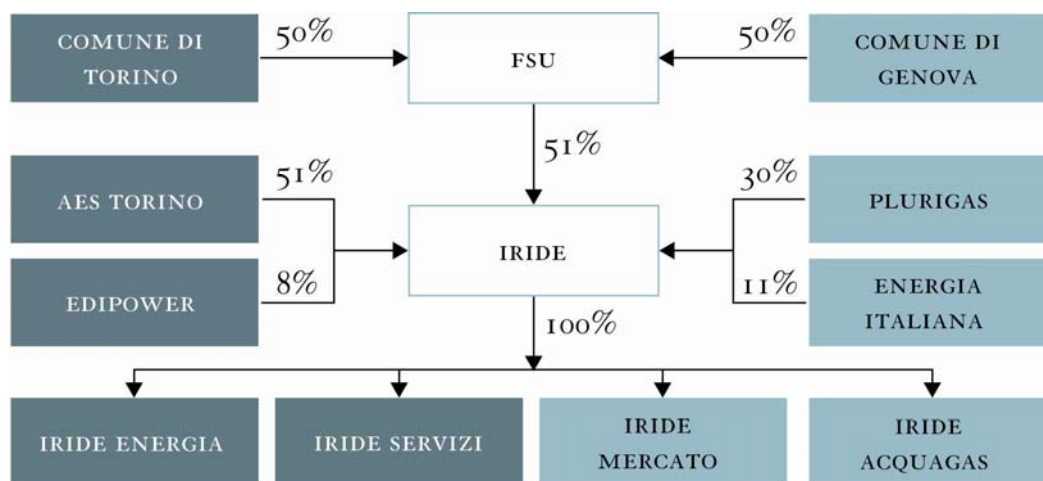 COMUNE DI
TORINO
50%
FSU
50%
COMUNE DI
GENOVA
51%
AES TORINO
51%
30%
PLURIGAS
IRIDE
EDIPOWER
8%
11%
ENERGIA
ITALIANA
100%
IRIDE ENERGIA
IRIDE SERVIZI
IRIDE
MERCATO
IRIDE
ACQUAGAS